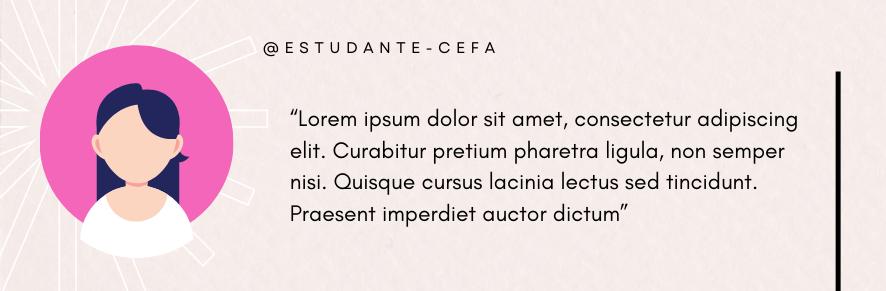 @ESTUDANTE-CEFA
“Lorem ipsum dolor sit amet, consectetur adipiscing
elit. Curabitur pretium pharetra ligula, non semper
nisi. Quisque cursus lacinia lectus sed tincidunt.
Praesent imperdiet auctor dictum”